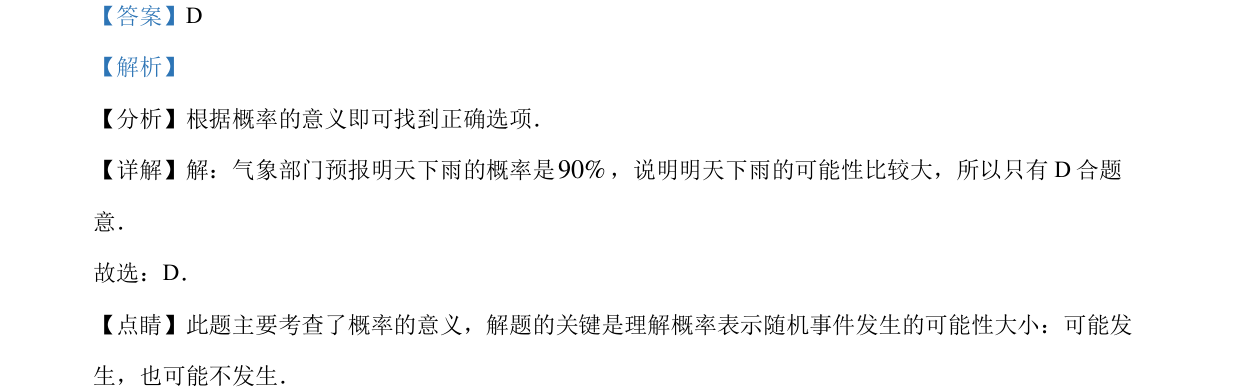 【答案】D
【解析】
【分析】根据概率的意义即可找到正确选项．
【详解】解：气象部门预报明天下雨的概率是90%，说明明天下雨的可能性比较大，所以只有 D 合题
意．
故选：D．
【点睛】此题主要考查了概率的意义，解题的关键是理解概率表示随机事件发生的可能性大小：可能发
生，也可能不发生．